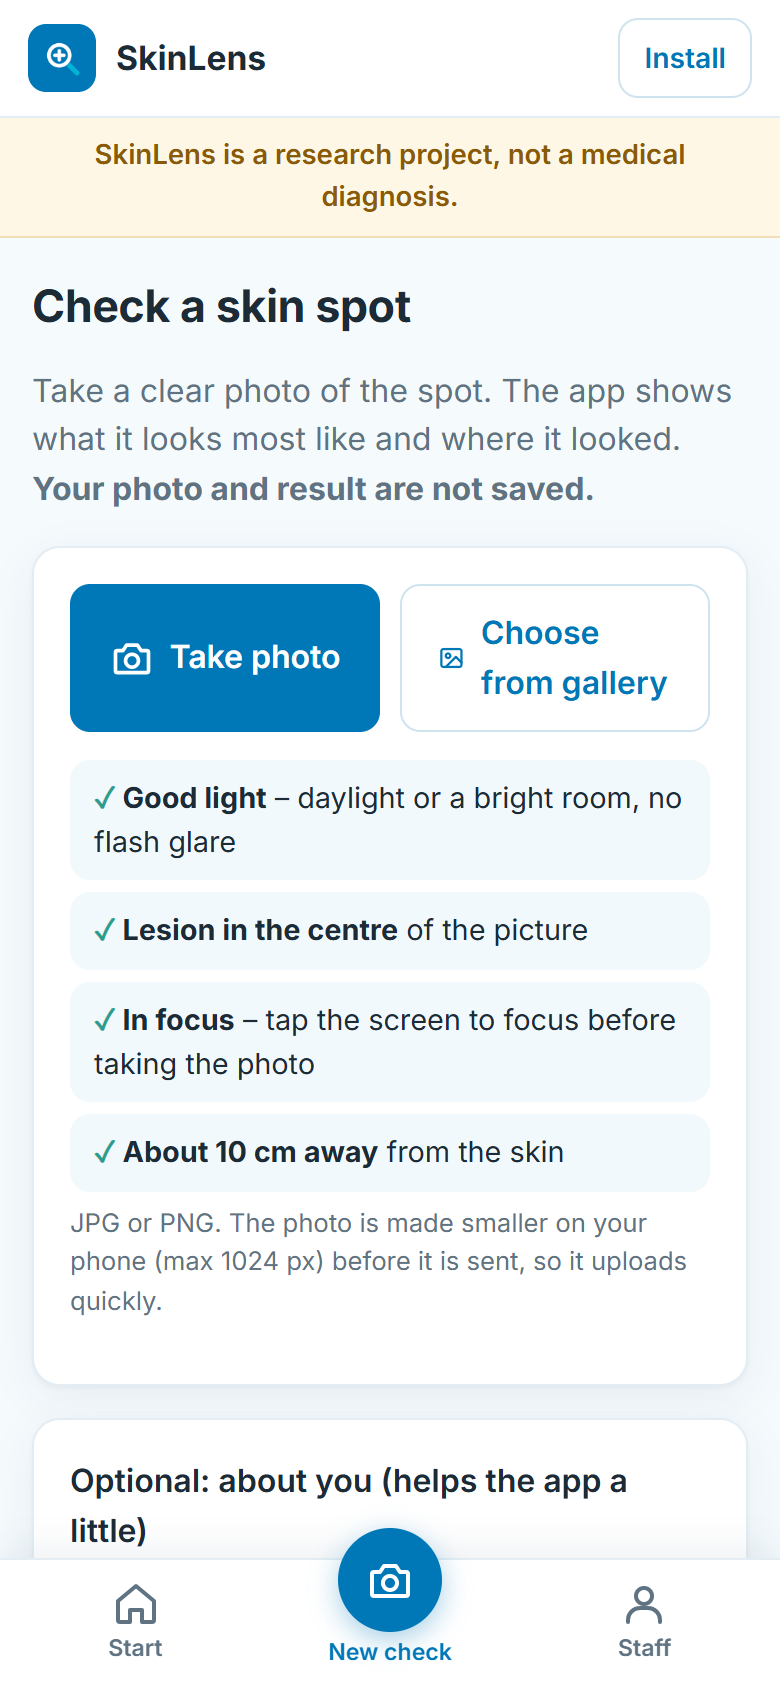 SkinLens
Install
SkinLens is a research project, not a medical
diagnosis.
Check a skin spot
Take a clear photo of the spot. The app shows
what it looks most like and where it looked.
Your photo and result are not saved.
Take photo
Choose
from gallery
✓ Good light – daylight or a bright room, no
flash glare
✓ Lesion in the centre of the picture
✓ In focus – tap the screen to focus before
taking the photo
✓ About 10 cm away from the skin
JPG or PNG. The photo is made smaller on your
phone (max 1024 px) before it is sent, so it uploads
quickly.
Optional: about you (helps the app a
little)
Start
New check
Staff